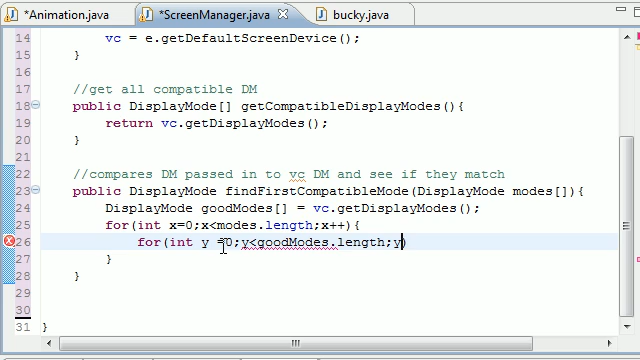 *Animation.java *ScreenManager.java bucky.java
14 vc = e.getDefaultScreenDevice();
15 }
16
17 //get all compatible DM
18 public DisplayMode[] getCompatibleDisplayModes(){
19 return vc.getDisplayModes();
20 }
21
22 //compares DM passed in to vc DM and see if they match
23 public DisplayMode findFirstCompatibleMode(DisplayMode modes[]){
24 DisplayMode goodModes[] = vc.getDisplayModes();
25 for(int x=0;x<modes.length;x++){
26 for(int y =0;y<goodModes.length;y)
27 }
28 }
29
30
31 }